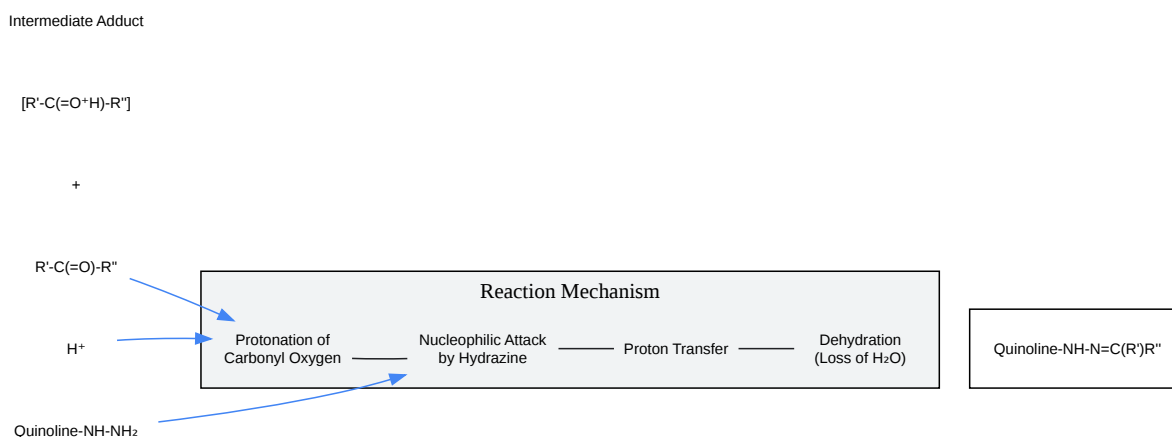 Intermediate Adduct
[R'-C(=O⁺H)-R"]
+
R'-C(=O)-R"
H⁺
Quinoline-NH-NH₂
Reaction Mechanism
Protonation of
Carbonyl Oxygen
Nucleophilic Attack
by Hydrazine
Proton Transfer
Dehydration
(Loss of H₂O)
Quinoline-NH-N=C(R')R"